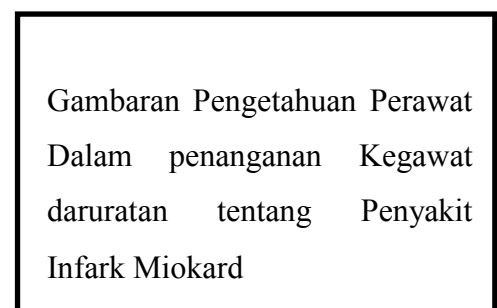 Gambaran Pengetahuan Perawat
Dalam penanganan Kegawat
daruratan tentang Penyakit
Infark Miokard